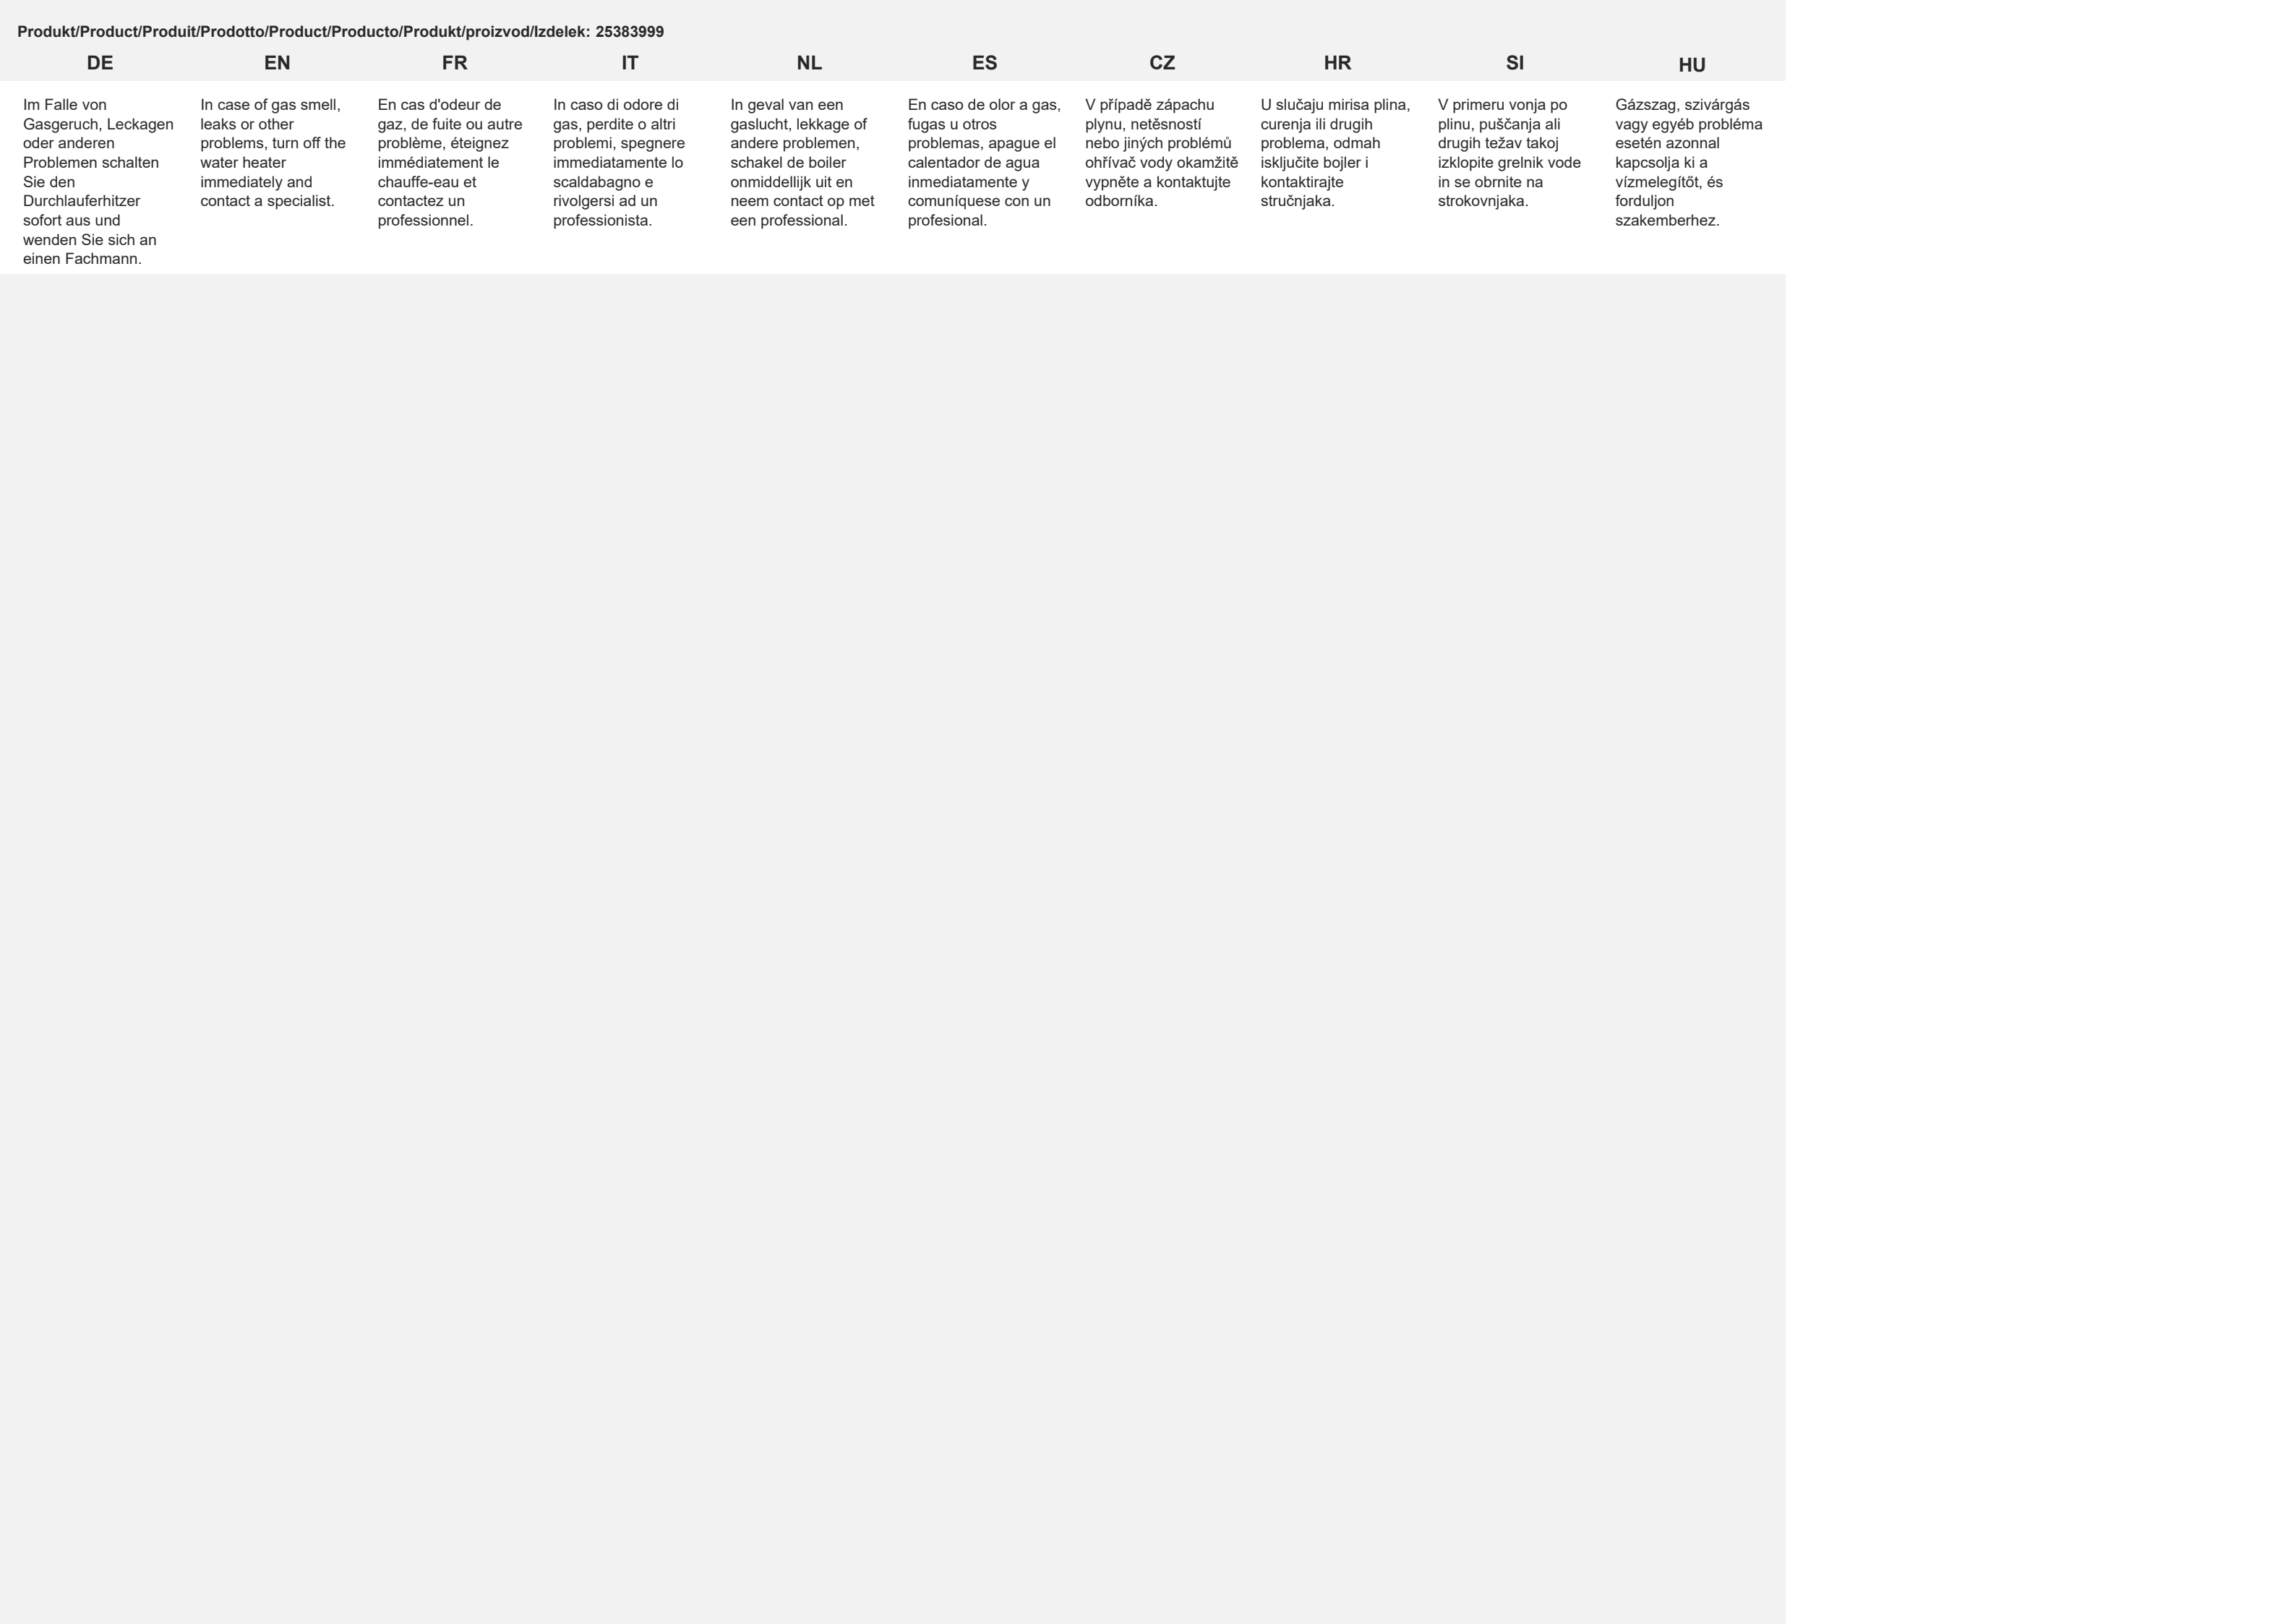 Produkt/Product/Produit/Prodotto/Product/Producto/Produkt/proizvod/Izdelek: 25383999
DE
EN
FR
IT
NL
ES
CZ
HR
SI
HU
Im Falle von
Gasgeruch, Leckagen
oder anderen
Problemen schalten
Sie den
Durchlauferhitzer
sofort aus und
wenden Sie sich an
einen Fachmann.
In case of gas smell,
leaks or other
problems, turn off the
water heater
immediately and
contact a specialist.
En cas d'odeur de
gaz, de fuite ou autre
problème, éteignez
immédiatement le
chauffe-eau et
contactez un
professionnel.
In caso di odore di
gas, perdite o altri
problemi, spegnere
immediatamente lo
scaldabagno e
rivolgersi ad un
professionista.
In geval van een
gaslucht, lekkage of
andere problemen,
schakel de boiler
onmiddellijk uit en
neem contact op met
een professional.
En caso de olor a gas,
fugas u otros
problemas, apague el
calentador de agua
inmediatamente y
comuníquese con un
profesional.
V případě zápachu
plynu, netěsností
nebo jiných problémů
ohřívač vody okamžitě
vypněte a kontaktujte
odborníka.
U slučaju mirisa plina,
curenja ili drugih
problema, odmah
isključite bojler i
kontaktirajte
stručnjaka.
V primeru vonja po
plinu, puščanja ali
drugih težav takoj
izklopite grelnik vode
in se obrnite na
strokovnjaka.
Gázszag, szivárgás
vagy egyéb probléma
esetén azonnal
kapcsolja ki a
vízmelegítőt, és
forduljon
szakemberhez.